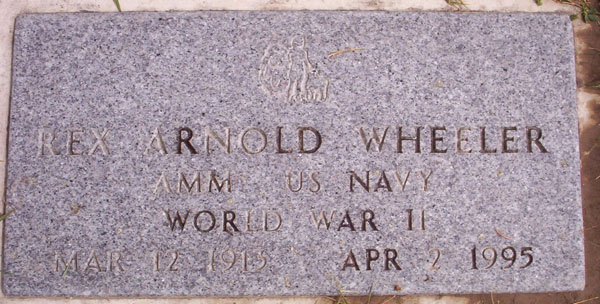 REX ARNOLD WHEELER
AMM US NAVY
WORLD WAR II
MAR 12 1915 APR 2 1995